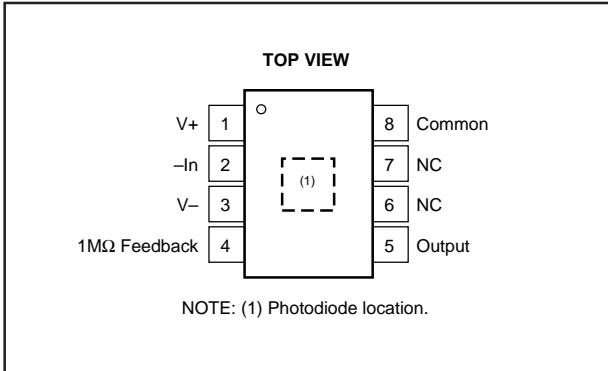 TOP VIEW
V+ 1 8 Common
–In 2 7 NC
(1)
V– 3 6 NC
1MΩ Feedback 4 5 Output
NOTE: (1) Photodiode location.